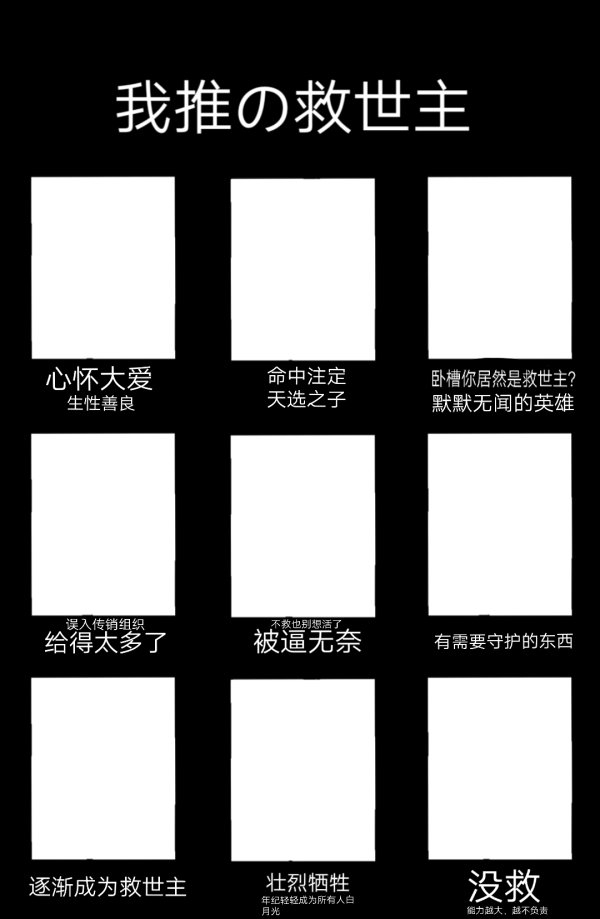 我推の救世主
心怀大爱
生性善良
命中注定
天选之子
卧槽你居然是救世主?
默默无闻的英雄
误入传销组织
给得太多了
不救也别想活了
被逼无奈
有需要守护的东西
逐渐成为救世主
壮烈牺牲
年纪轻轻成为所有人白
月光
没救
能力越大、越不负责